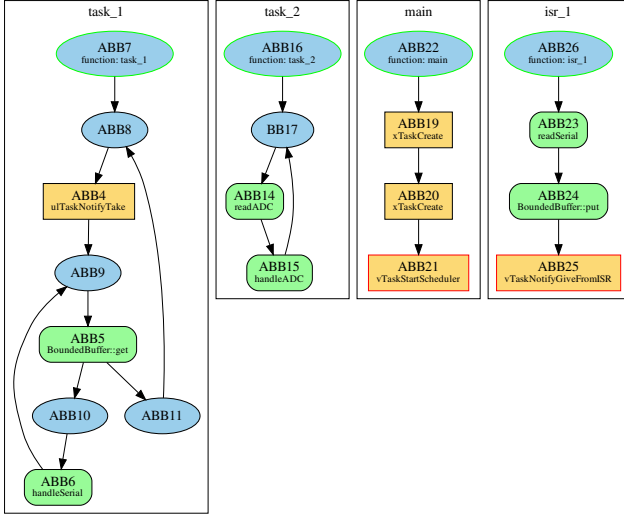 task_1
ABB7
function: task_1
ABB8
ABB4
ulTaskNotifyTake
ABB9
ABB5
BoundedBuffer::get
ABB10
ABB11
ABB6
handleSerial
task_2
ABB16
function: task_2
BB17
ABB14
readADC
ABB15
handleADC
main
ABB22
function: main
ABB19
xTaskCreate
ABB20
xTaskCreate
ABB21
vTaskStartScheduler
isr_1
ABB26
function: isr_1
ABB23
readSerial
ABB24
BoundedBuffer::put
ABB25
vTaskNotifyGiveFromISR